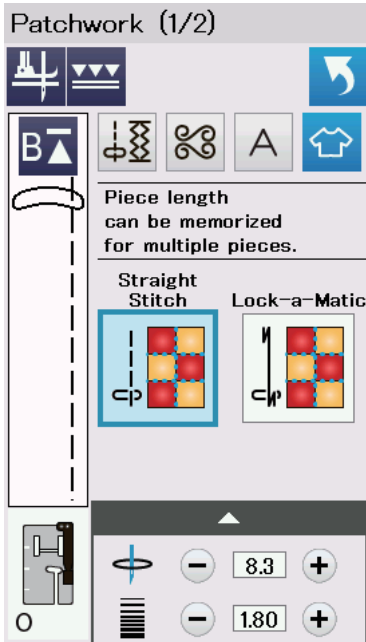 Patchwork (1/2)
B
A
Piece length
can be memorized
for multiple pieces.
Straight
Stitch
Lock-a-Matic
8.3
1.80
O